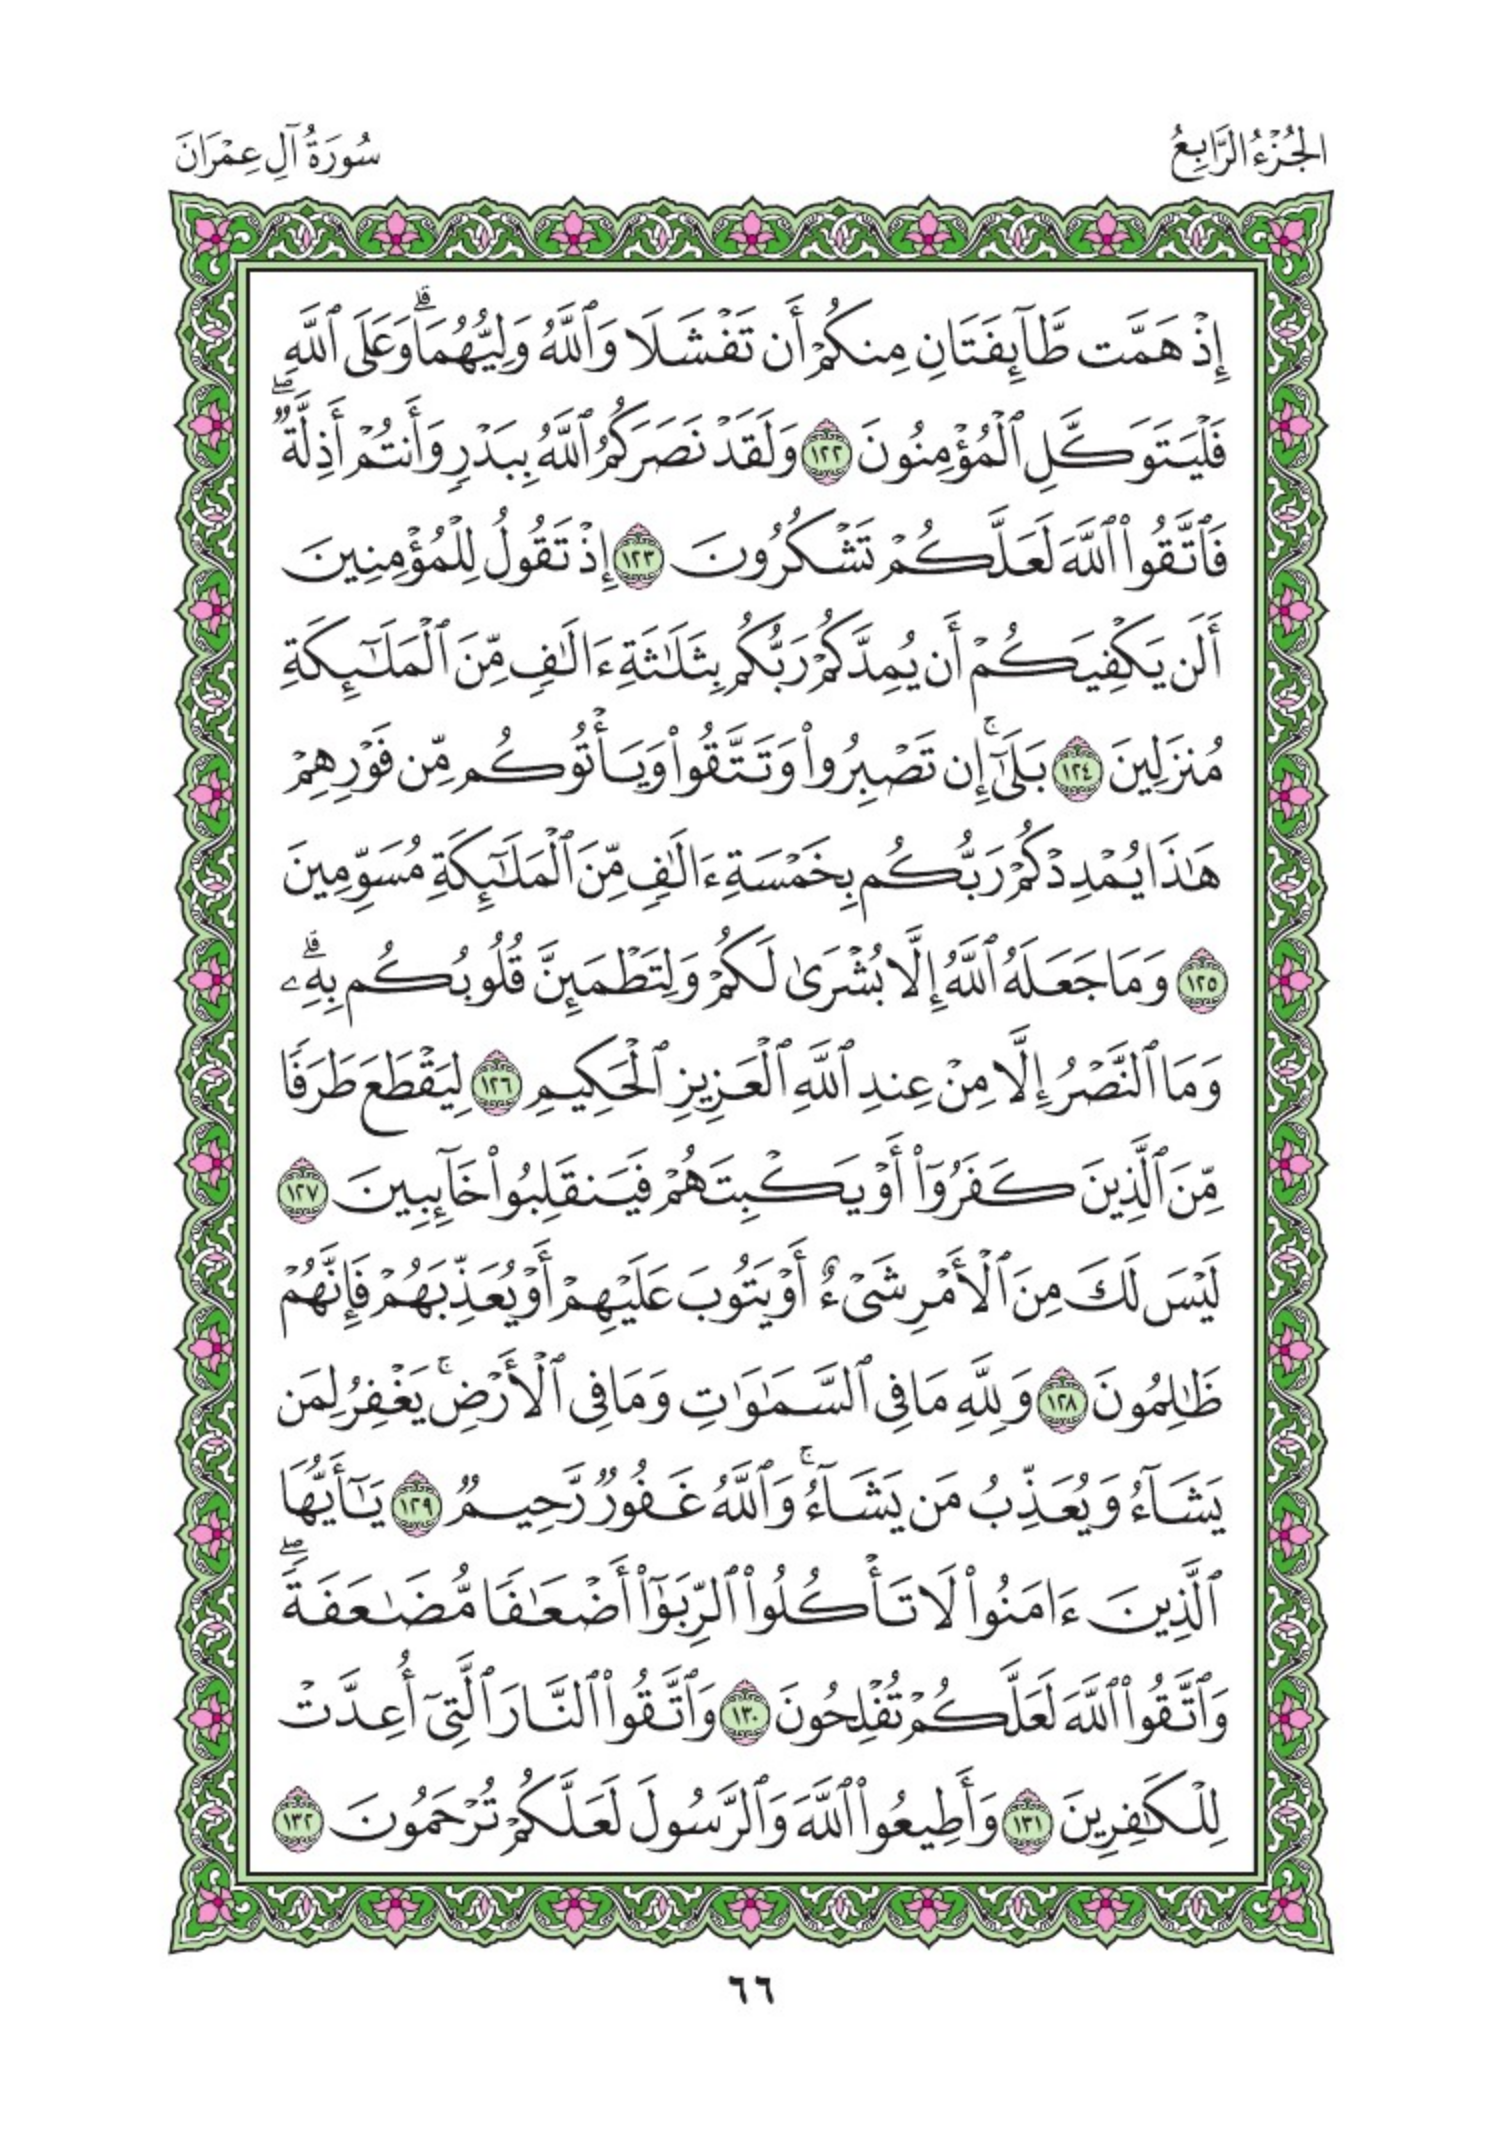 الجُزْءُ الرَّابِعُ
سُورَةُ آلِ عِمْرَانَ
إِذْ هَمَّت طَّآئِفَتَانِ مِنكُمْ أَن تَفْشَلَا وَٱللَّهُ وَلِيُّهُمَاۗ وَعَلَى ٱللَّهِ
فَلْيَتَوَكَّلِ ٱلْمُؤْمِنُونَ ١٢٢ وَلَقَدْ نَصَرَكُمُ ٱللَّهُ بِبَدْرٍ وَأَنتُمْ أَذِلَّةٌۖ
فَٱتَّقُوا۟ ٱللَّهَ لَعَلَّكُمْ تَشْكُرُونَ ١٢٣ إِذْ تَقُولُ لِلْمُؤْمِنِينَ
أَلَن يَكْفِيَكُمْ أَن يُمِدَّكُمْ رَبُّكُم بِثَلَـٰثَةِ ءَالَـٰفٍ مِّنَ ٱلْمَلَـٰٓئِكَةِ
مُنزَلِينَ ١٢٤ بَلَىٰٓۚ إِن تَصْبِرُوا۟ وَتَتَّقُوا۟ وَيَأْتُوكُم مِّن فَوْرِهِمْ
هَـٰذَا يُمْدِدْكُمْ رَبُّكُم بِخَمْسَةِ ءَالَـٰفٍ مِّنَ ٱلْمَلَـٰٓئِكَةِ مُسَوِّمِينَ
١٢٥ وَمَا جَعَلَهُ ٱللَّهُ إِلَّا بُشْرَىٰ لَكُمْ وَلِتَطْمَئِنَّ قُلُوبُكُم بِهِۦۗ
وَمَا ٱلنَّصْرُ إِلَّا مِنْ عِندِ ٱللَّهِ ٱلْعَزِيزِ ٱلْحَكِيمِ ١٢٦ لِيَقْطَعَ طَرَفًا
مِّنَ ٱلَّذِينَ كَفَرُوٓا۟ أَوْ يَكْبِتَهُمْ فَيَنقَلِبُوا۟ خَآئِبِينَ ١٢٧
لَيْسَ لَكَ مِنَ ٱلْأَمْرِ شَىْءٌ أَوْ يَتُوبَ عَلَيْهِمْ أَوْ يُعَذِّبَهُمْ فَإِنَّهُمْ
ظَـٰلِمُونَ ١٢٨ وَلِلَّهِ مَا فِى ٱلسَّمَـٰوَٰتِ وَمَا فِى ٱلْأَرْضِۚ يَغْفِرُ لِمَن
يَشَآءُ وَيُعَذِّبُ مَن يَشَآءُۚ وَٱللَّهُ غَفُورٌ رَّحِيمٌ ١٢٩ يَـٰٓأَيُّهَا
ٱلَّذِينَ ءَامَنُوا۟ لَا تَأْكُلُوا۟ ٱلرِّبَوٰٓا۟ أَضْعَـٰفًا مُّضَـٰعَفَةًۖ
وَٱتَّقُوا۟ ٱللَّهَ لَعَلَّكُمْ تُفْلِحُونَ ١٣٠ وَٱتَّقُوا۟ ٱلنَّارَ ٱلَّتِىٓ أُعِدَّتْ
لِلْكَـٰفِرِينَ ١٣١ وَأَطِيعُوا۟ ٱللَّهَ وَٱلرَّسُولَ لَعَلَّكُمْ تُرْحَمُونَ ١٣٢
٦٦